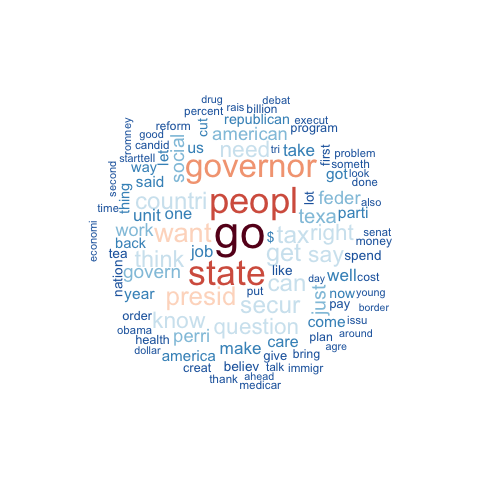 drug rais debat
percent billion
reform cut republican execut
romney good american program
candid let social need us tri take first problem
starttell way governor someth
second thing said countri peopl got look done
lot feder also
time unit one texa parti
economi work want go $ tax right senat
back job get say money
tea think state like well spend
nation govern can cost
year presid put day now young
secur just pay border
order know question come issu
obama perri plan around
health make care agre
dollar america give bring
creat believ talk immigr
thank ahead
medicar